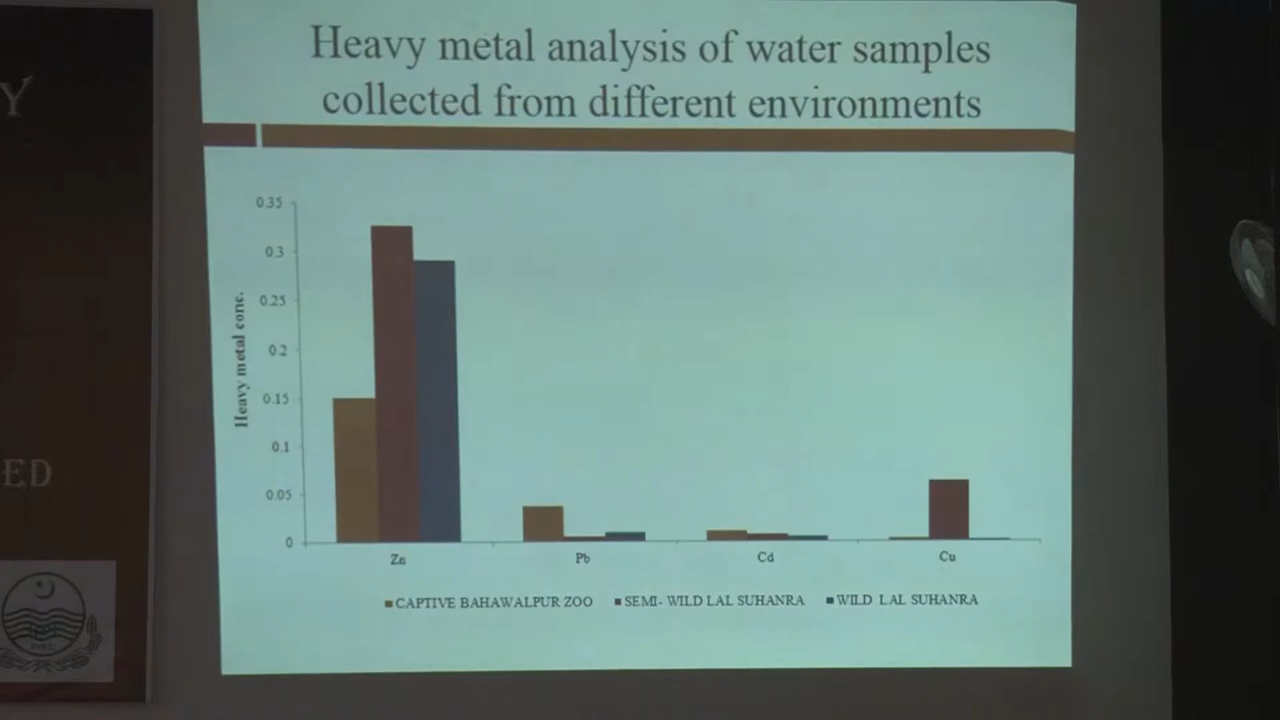 Y
ED
Heavy metal analysis of water samples
collected from different environments
Heavy metal conc.
0.35
0.3
0.25
0.2
0.15
0.1
0.05
0
Zn
Pb
Cd
Cu
CAPTIVE BAHAWALPUR ZOO
SEMI- WILD LAL SUHANRA
WILD LAL SUHANRA